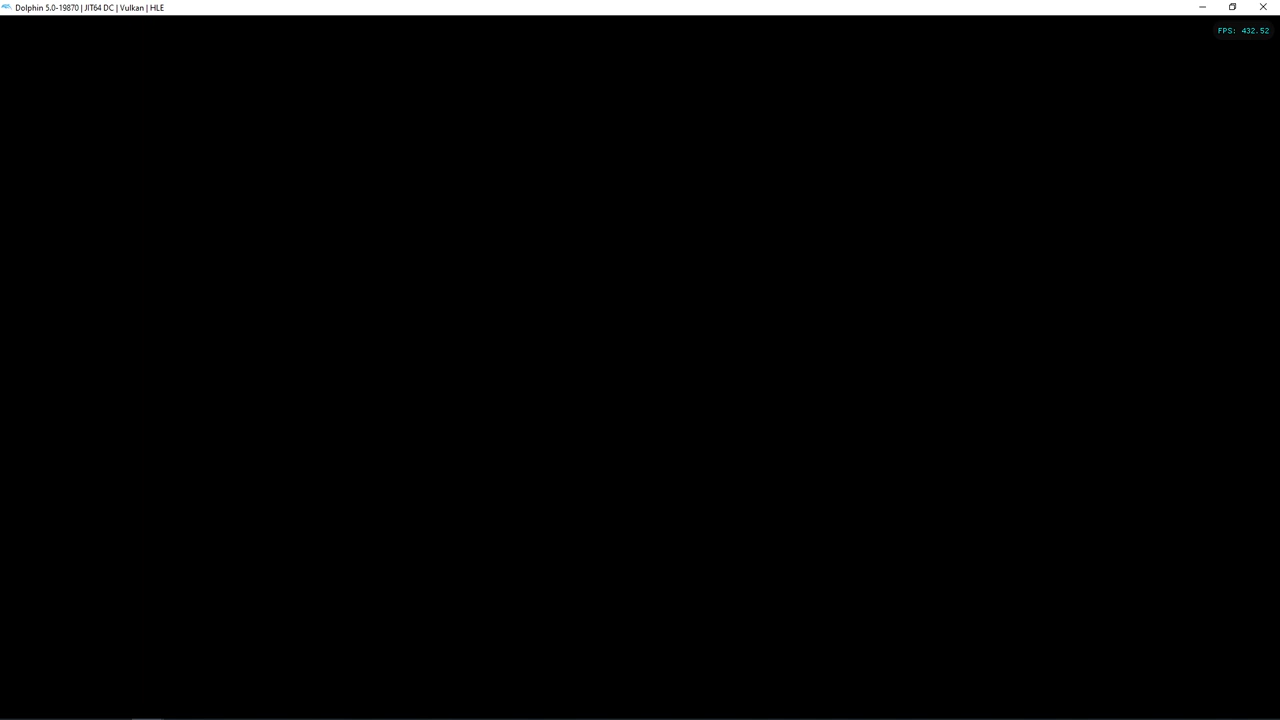 Dolphin 5.0-19870 | JIT64 DC | Vulkan | HLE
FPS: 432.52